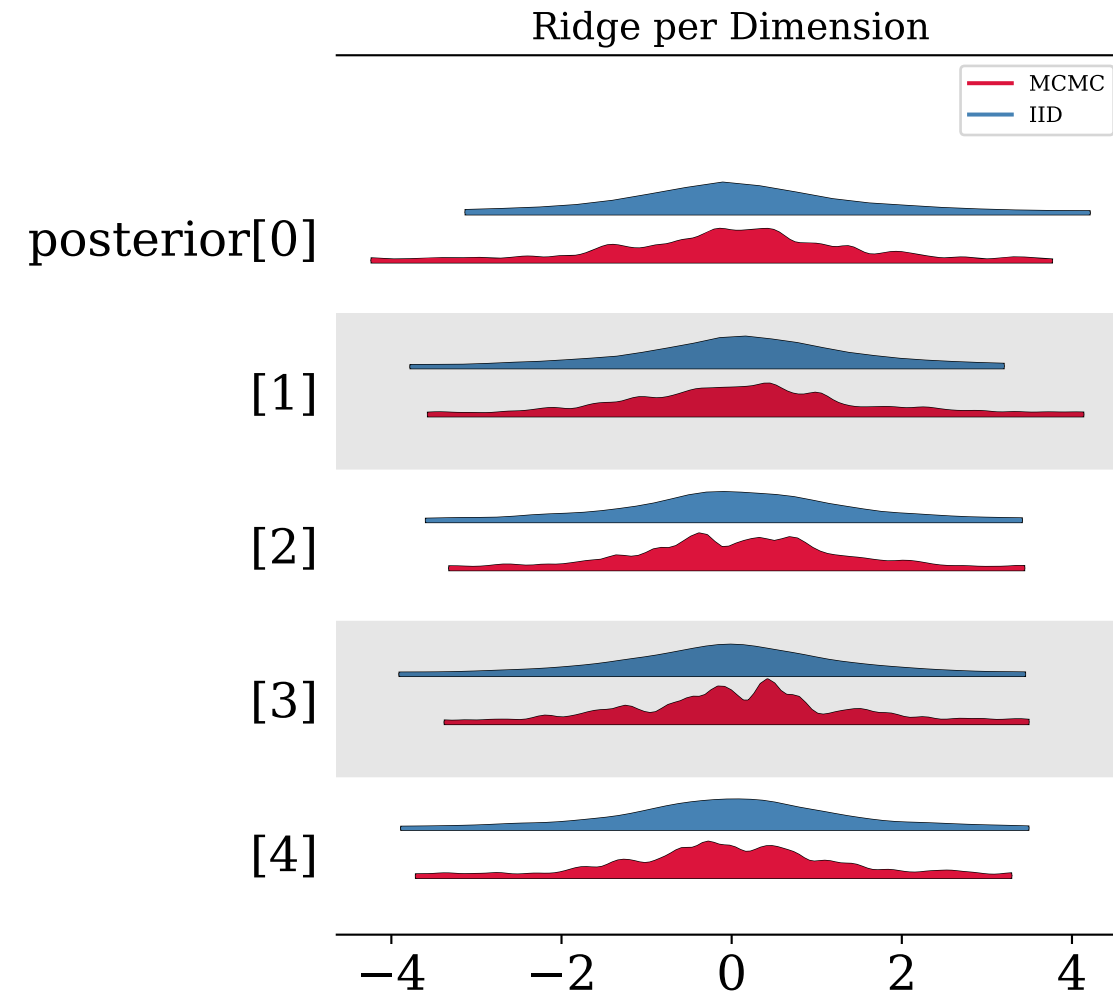 Ridge per Dimension
MCMC
IID
posterior[0]
[1]
[2]
[3]
[4]
−4 −2 0 2 4